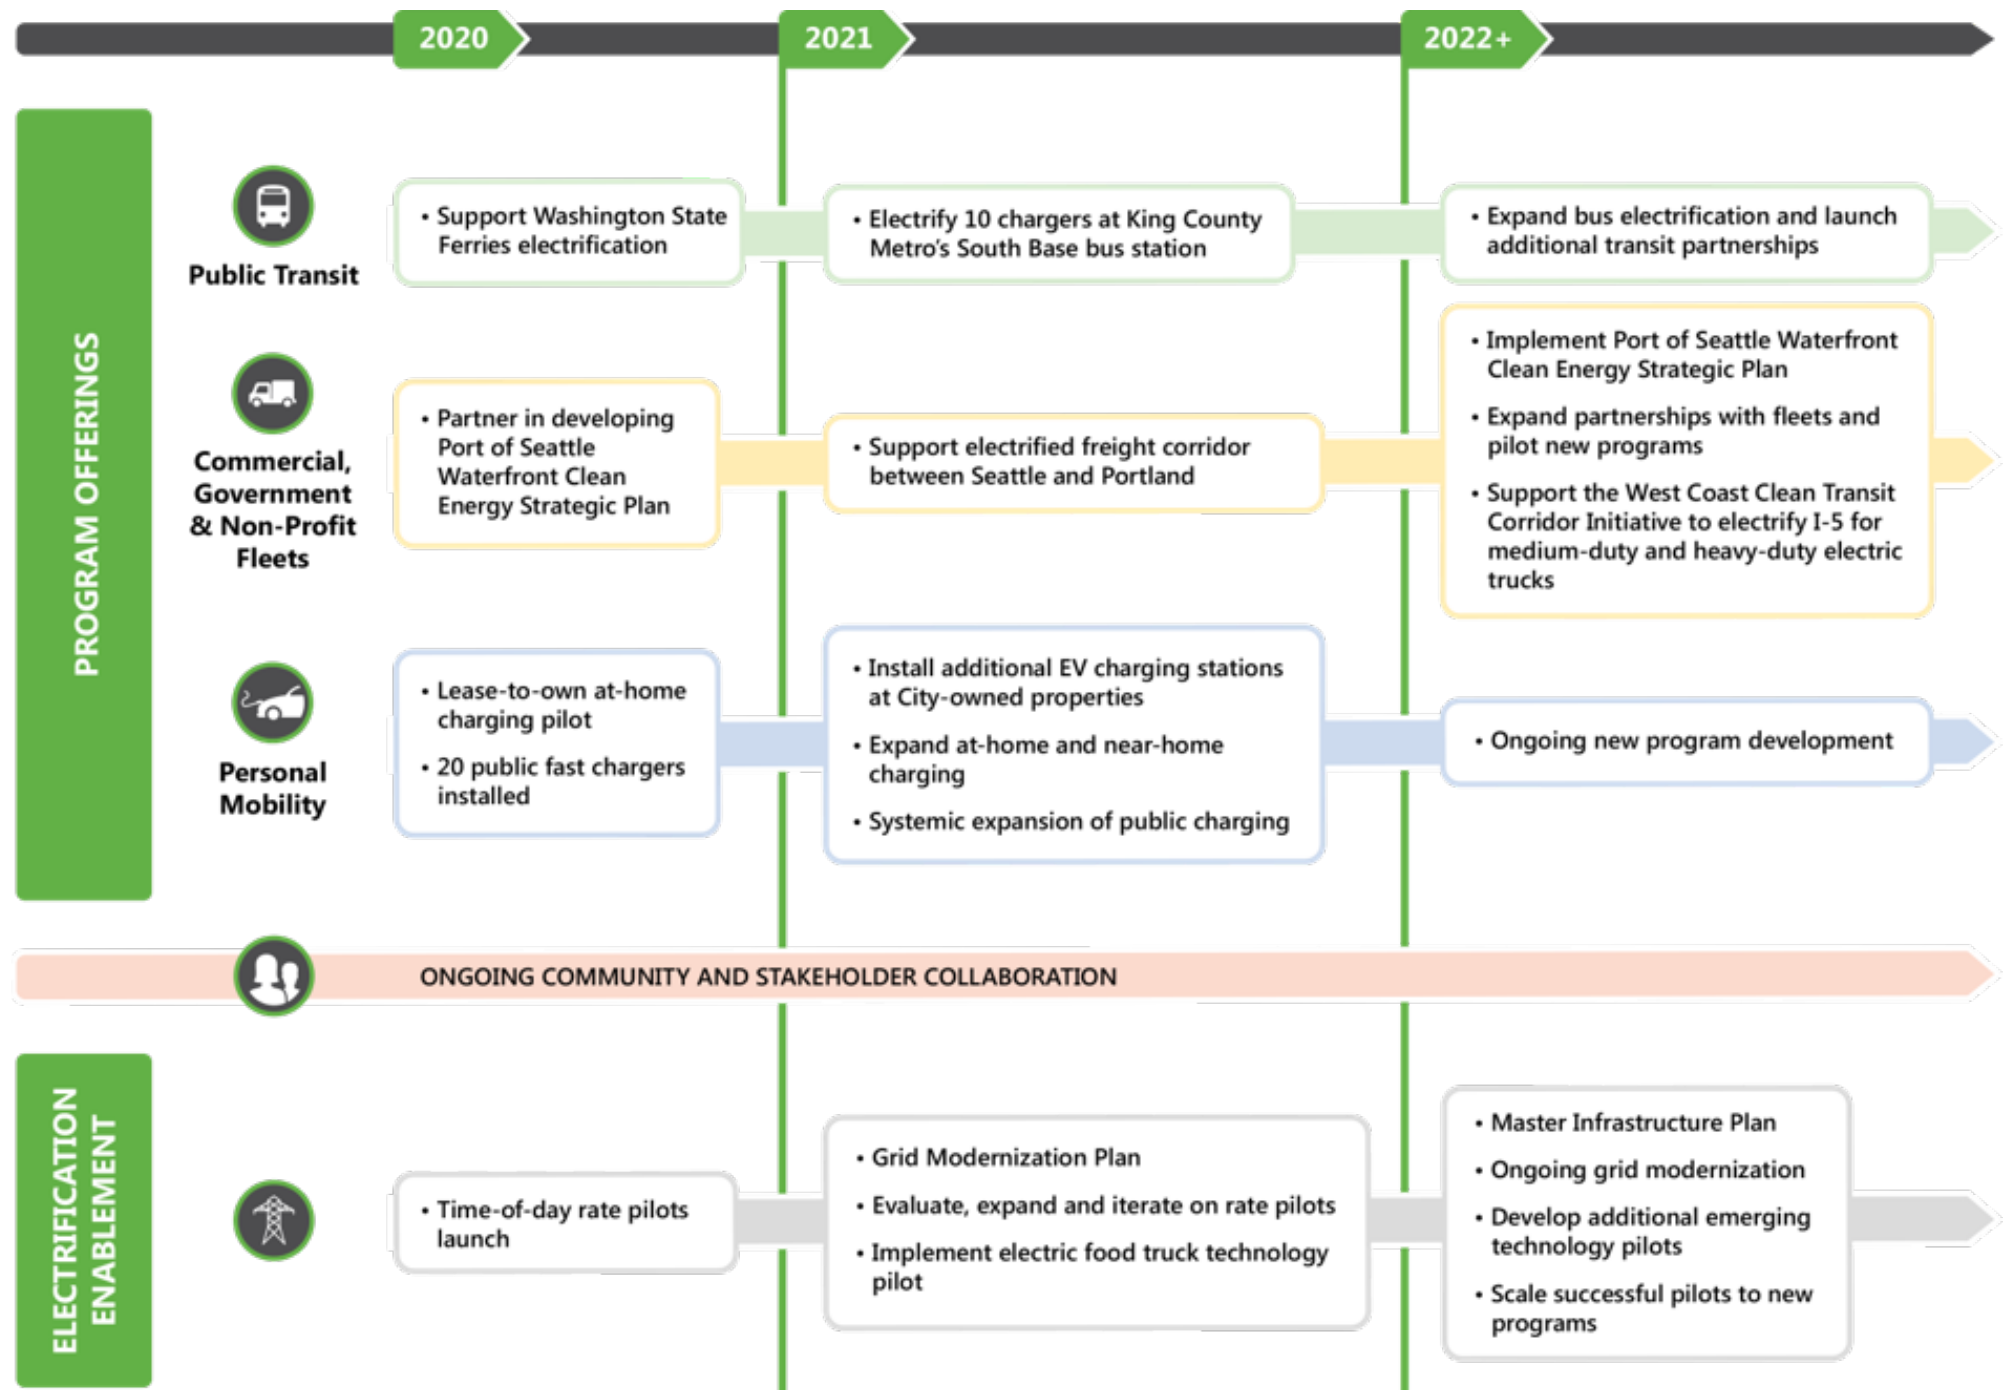 2020
2021
2022+
PROGRAM OFFERINGS
Public Transit
• Support Washington State
Ferries electrification
• Electrify 10 chargers at King County
Metro's South Base bus station
• Expand bus electrification and launch
additional transit partnerships
Commercial,
Government
& Non-Profit
Fleets
• Partner in developing
Port of Seattle
Waterfront Clean
Energy Strategic Plan
• Support electrified freight corridor
between Seattle and Portland
• Implement Port of Seattle Waterfront
Clean Energy Strategic Plan
• Expand partnerships with fleets and
pilot new programs
• Support the West Coast Clean Transit
Corridor Initiative to electrify I-5 for
medium-duty and heavy-duty electric
trucks
Personal
Mobility
• Lease-to-own at-home
charging pilot
• 20 public fast chargers
installed
• Install additional EV charging stations
at City-owned properties
• Expand at-home and near-home
charging
• Systemic expansion of public charging
• Ongoing new program development
ONGOING COMMUNITY AND STAKEHOLDER COLLABORATION
ELECTRIFICATION
ENABLEMENT
• Time-of-day rate pilots
launch
• Grid Modernization Plan
• Evaluate, expand and iterate on rate pilots
• Implement electric food truck technology
pilot
• Master Infrastructure Plan
• Ongoing grid modernization
• Develop additional emerging
technology pilots
• Scale successful pilots to new
programs